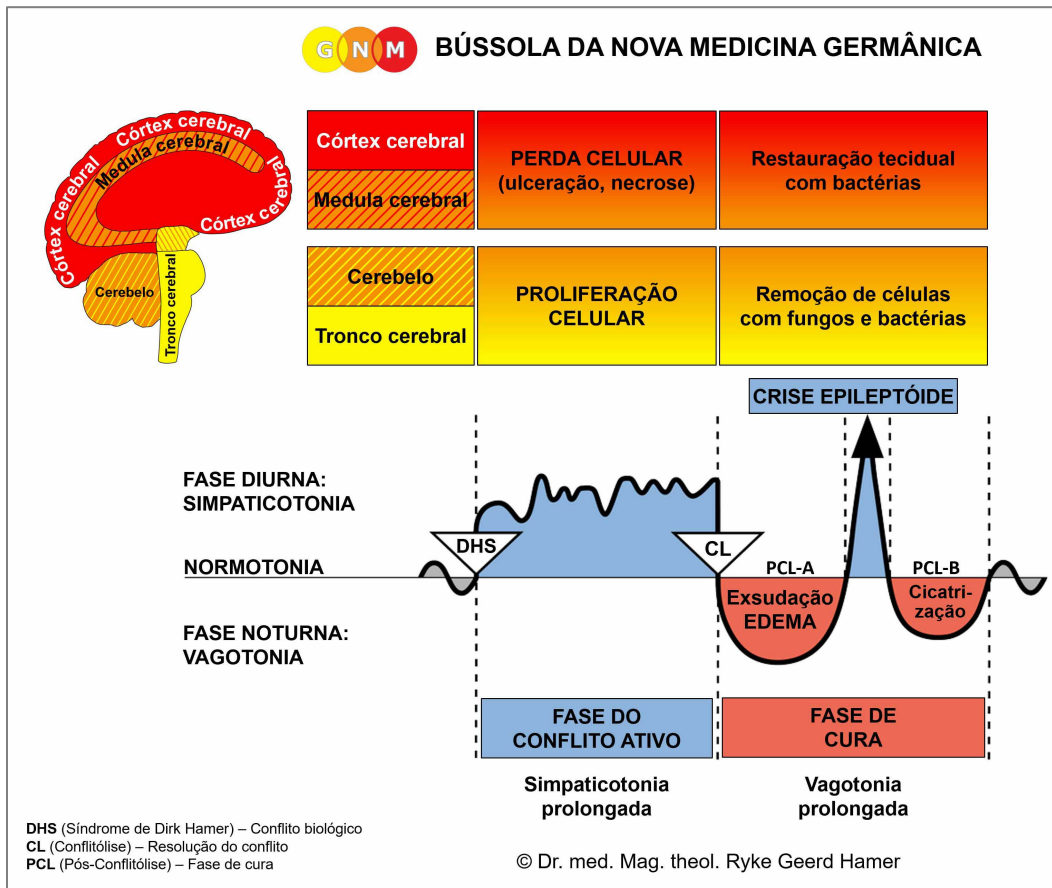 G N M
BÚSSOLA DA NOVA MEDICINA GERMÂNICA
Córtex cerebral
Medula cerebral
Córtex cerebral
Córtex cerebral
Córtex cerebral
Cerebelo
Tronco cerebral
Córtex cerebral
Medula cerebral
PERDA CELULAR
(ulceração, necrose)
Restauração tecidual
com bactérias
Cerebelo
Tronco cerebral
PROLIFERAÇÃO
CELULAR
Remoção de células
com fungos e bactérias
CRISE EPILEPTÓIDE
FASE DIURNA:
SIMPATICOTONIA
DHS
CL
NORMOTONIA
PCL-A
PCL-B
Exsudação
EDEMA
Cicatri-
zação
FASE NOTURNA:
VAGOTONIA
FASE DO
CONFLITO ATIVO
FASE DE
CURA
Simpaticotonia
prolongada
Vagotonia
prolongada
DHS (Síndrome de Dirk Hamer) – Conflito biológico
CL (Conflitólise) – Resolução do conflito
PCL (Pós-Conflitólise) – Fase de cura
© Dr. med. Mag. theol. Ryke Geerd Hamer